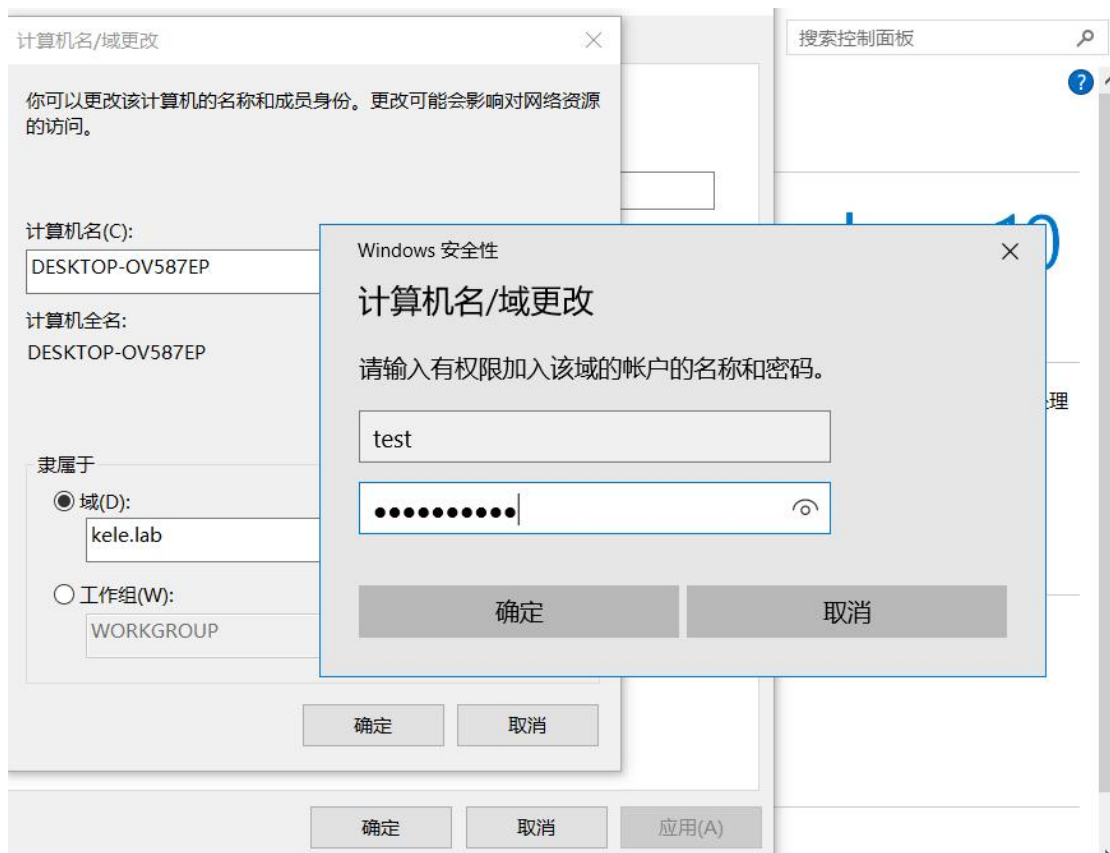 计算机名/域更改
搜索控制面板
你可以更改该计算机的名称和成员身份。更改可能会影响对网络资源
的访问。
计算机名(C):
DESKTOP-OV587EP
计算机全名:
DESKTOP-OV587EP
隶属于
域(D):
kele.lab
工作组(W):
WORKGROUP
确定
取消
Windows 安全性
计算机名/域更改
请输入有权限加入该域的帐户的名称和密码。
test
确定
取消
10
理
确定
取消
应用(A)